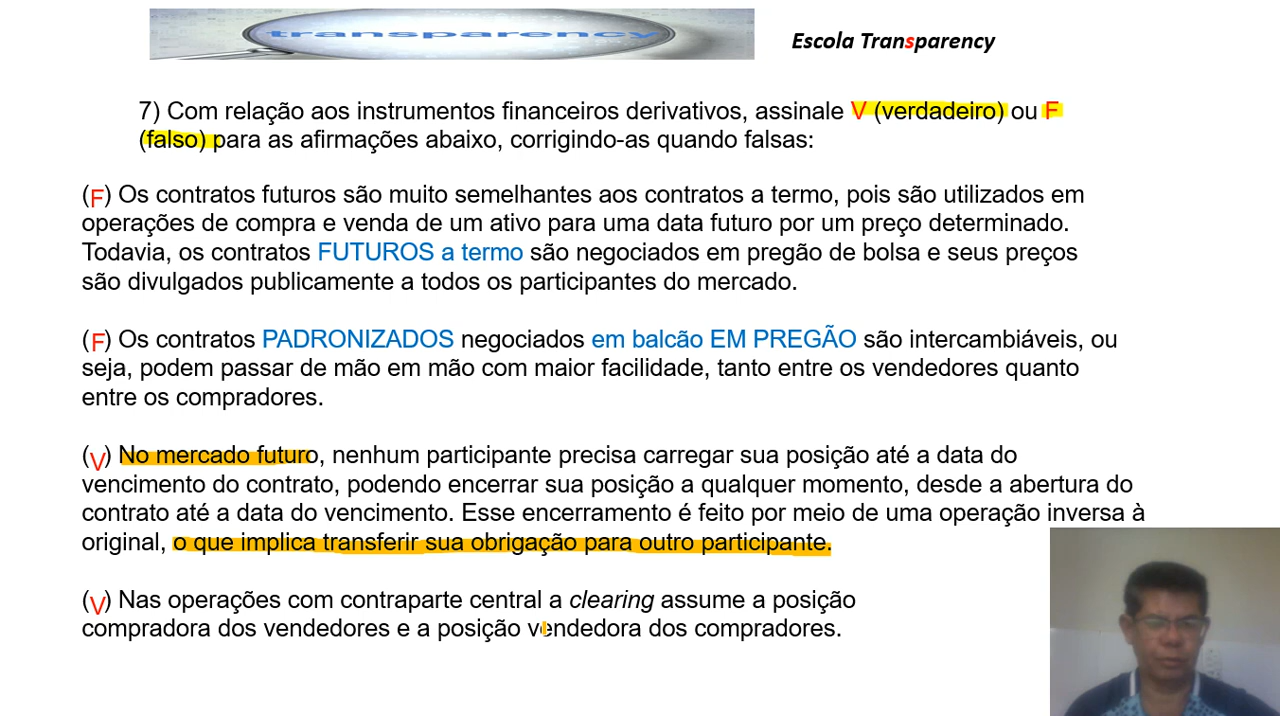 transparency
Escola Transparency
7) Com relação aos instrumentos financeiros derivativos, assinale V (verdadeiro) ou F
(falso) para as afirmações abaixo, corrigindo-as quando falsas:
(F) Os contratos futuros são muito semelhantes aos contratos a termo, pois são utilizados em
operações de compra e venda de um ativo para uma data futuro por um preço determinado.
Todavia, os contratos FUTUROS a termo são negociados em pregão de bolsa e seus preços
são divulgados publicamente a todos os participantes do mercado.
(F) Os contratos PADRONIZADOS negociados em balcão EM PREGÃO são intercambiáveis, ou
seja, podem passar de mão em mão com maior facilidade, tanto entre os vendedores quanto
entre os compradores.
(V) No mercado futuro, nenhum participante precisa carregar sua posição até a data do
vencimento do contrato, podendo encerrar sua posição a qualquer momento, desde a abertura do
contrato até a data do vencimento. Esse encerramento é feito por meio de uma operação inversa à
original, o que implica transferir sua obrigação para outro participante.
(V) Nas operações com contraparte central a clearing assume a posição
compradora dos vendedores e a posição vendedora dos compradores.